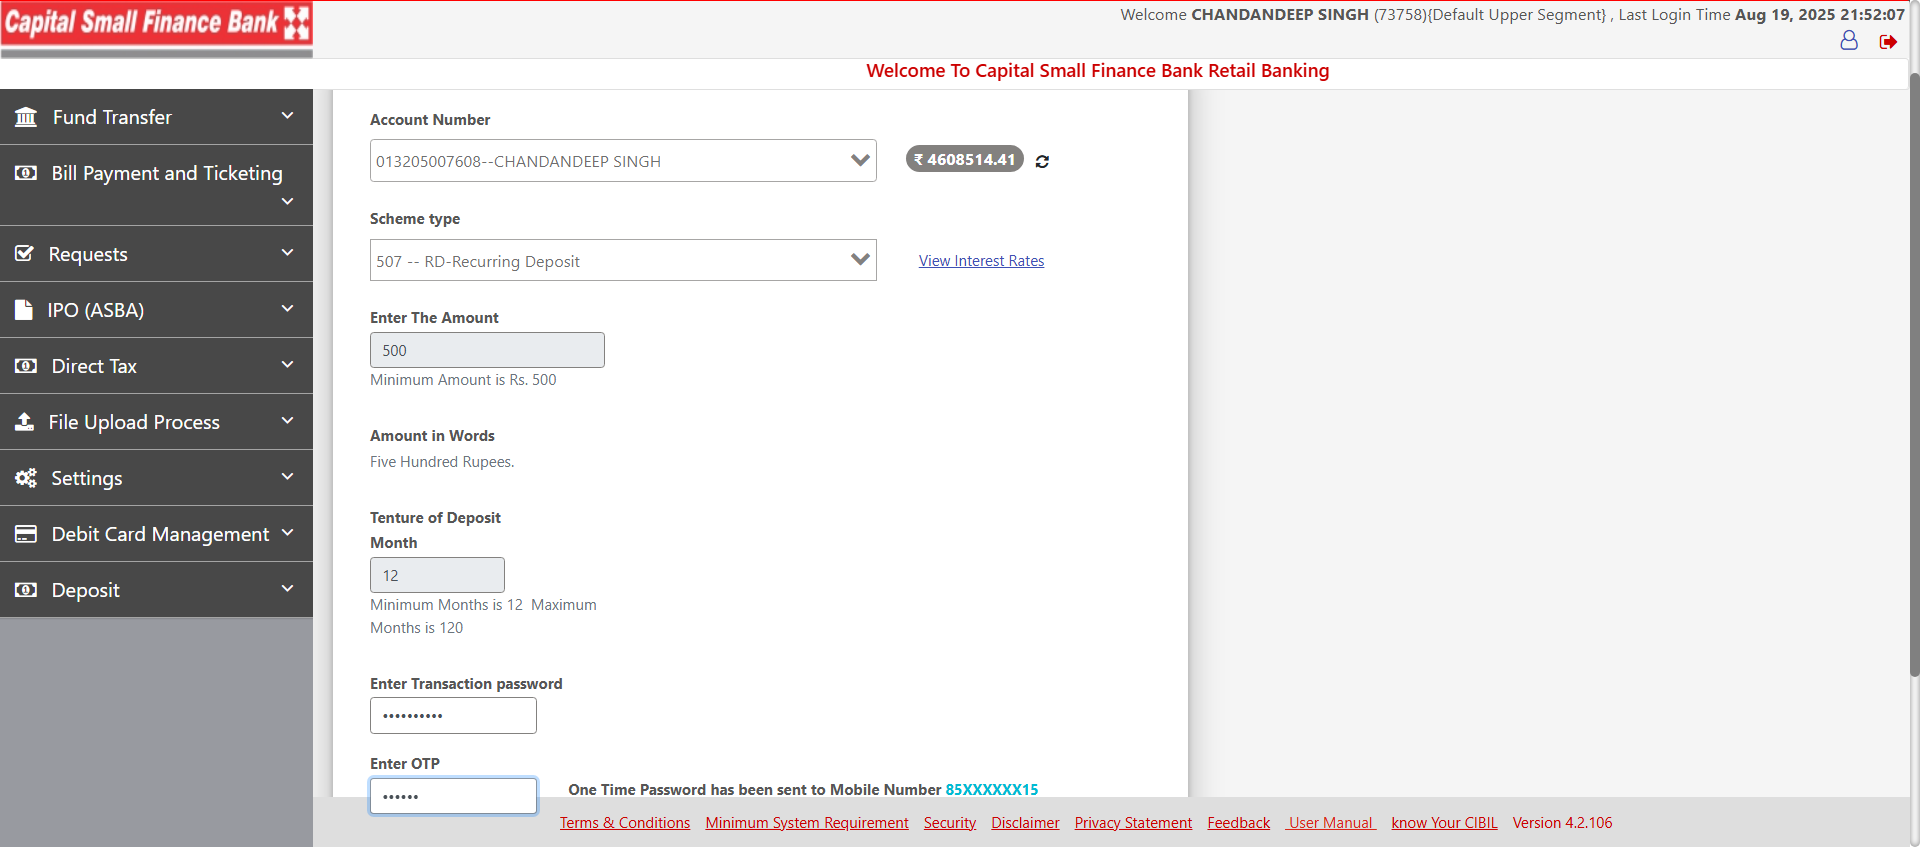 Capital Small Finance Bank
Welcome CHANDANDEEP SINGH (73758){Default Upper Segment} , Last Login Time Aug 19, 2025 21:52:07
Welcome To Capital Small Finance Bank Retail Banking
Fund Transfer
Bill Payment and Ticketing
Requests
IPO (ASBA)
Direct Tax
File Upload Process
Settings
Debit Card Management
Deposit
Account Number
013205007608--CHANDANDEEP SINGH
₹ 4608514.41
Scheme type
507 -- RD-Recurring Deposit
View Interest Rates
Enter The Amount
500
Minimum Amount is Rs. 500
Amount in Words
Five Hundred Rupees.
Tenture of Deposit
Month
12
Minimum Months is 12 Maximum
Months is 120
Enter Transaction password
••••••••••
Enter OTP
••••••
One Time Password has been sent to Mobile Number 85XXXXXX15
Terms & Conditions Minimum System Requirement Security Disclaimer Privacy Statement Feedback User Manual know Your CIBIL Version 4.2.106